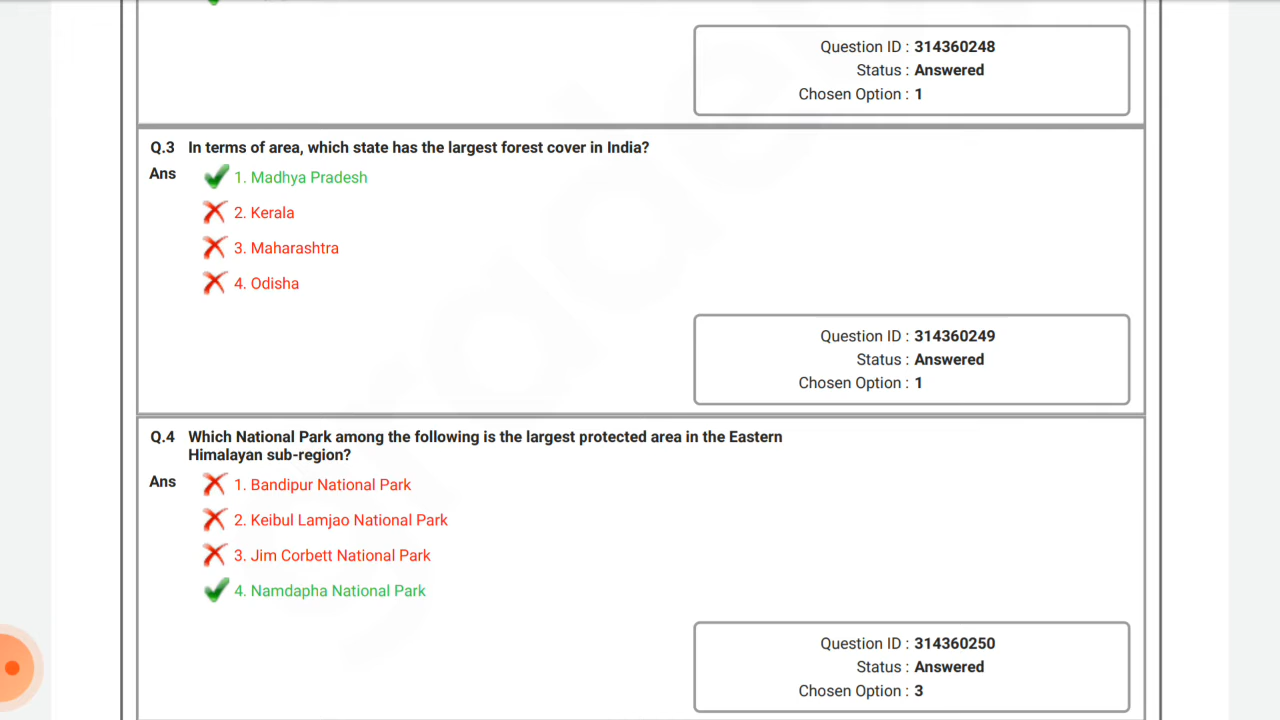 Question ID : 314360248
Status : Answered
Chosen Option : 1
Q.3 In terms of area, which state has the largest forest cover in India?
Ans 1. Madhya Pradesh
2. Kerala
3. Maharashtra
4. Odisha
Question ID : 314360249
Status : Answered
Chosen Option : 1
Q.4 Which National Park among the following is the largest protected area in the Eastern
Himalayan sub-region?
Ans 1. Bandipur National Park
2. Keibul Lamjao National Park
3. Jim Corbett National Park
4. Namdapha National Park
Question ID : 314360250
Status : Answered
Chosen Option : 3